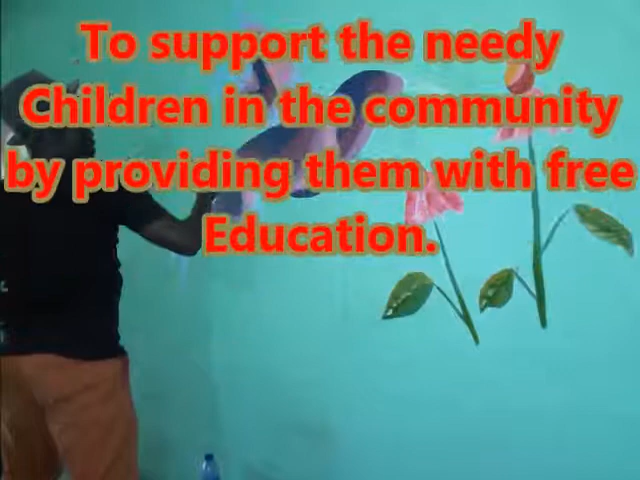 To support the needy
Children in the community
by providing them with free
Education.